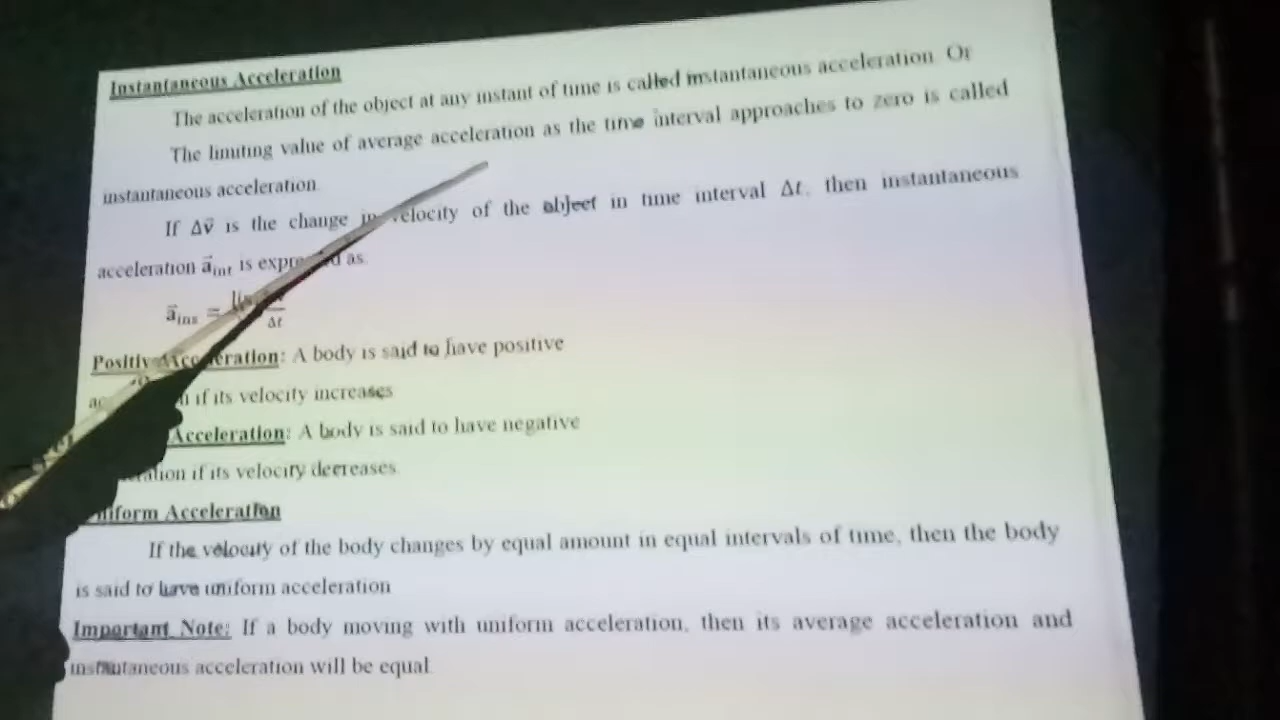 Instantaneous Acceleration
The acceleration of the object at any instant of time is called instantaneous acceleration. Or
The limiting value of average acceleration as the time interval approaches to zero is called
instantaneous acceleration.
If Δv⃗ is the change in velocity of the object in time interval Δt, then instantaneous
acceleration a⃗int is expressed as.
a⃗ins = Δt
Acceleration: A body is said to have positive
if its velocity increases
Acceleration: A body is said to have negative
if its velocity decreases.
Uniform Acceleration
If the velocity of the body changes by equal amount in equal intervals of time, then the body
is said to have uniform acceleration
Important Note: If a body moving with uniform acceleration, then its average acceleration and
instantaneous acceleration will be equal.